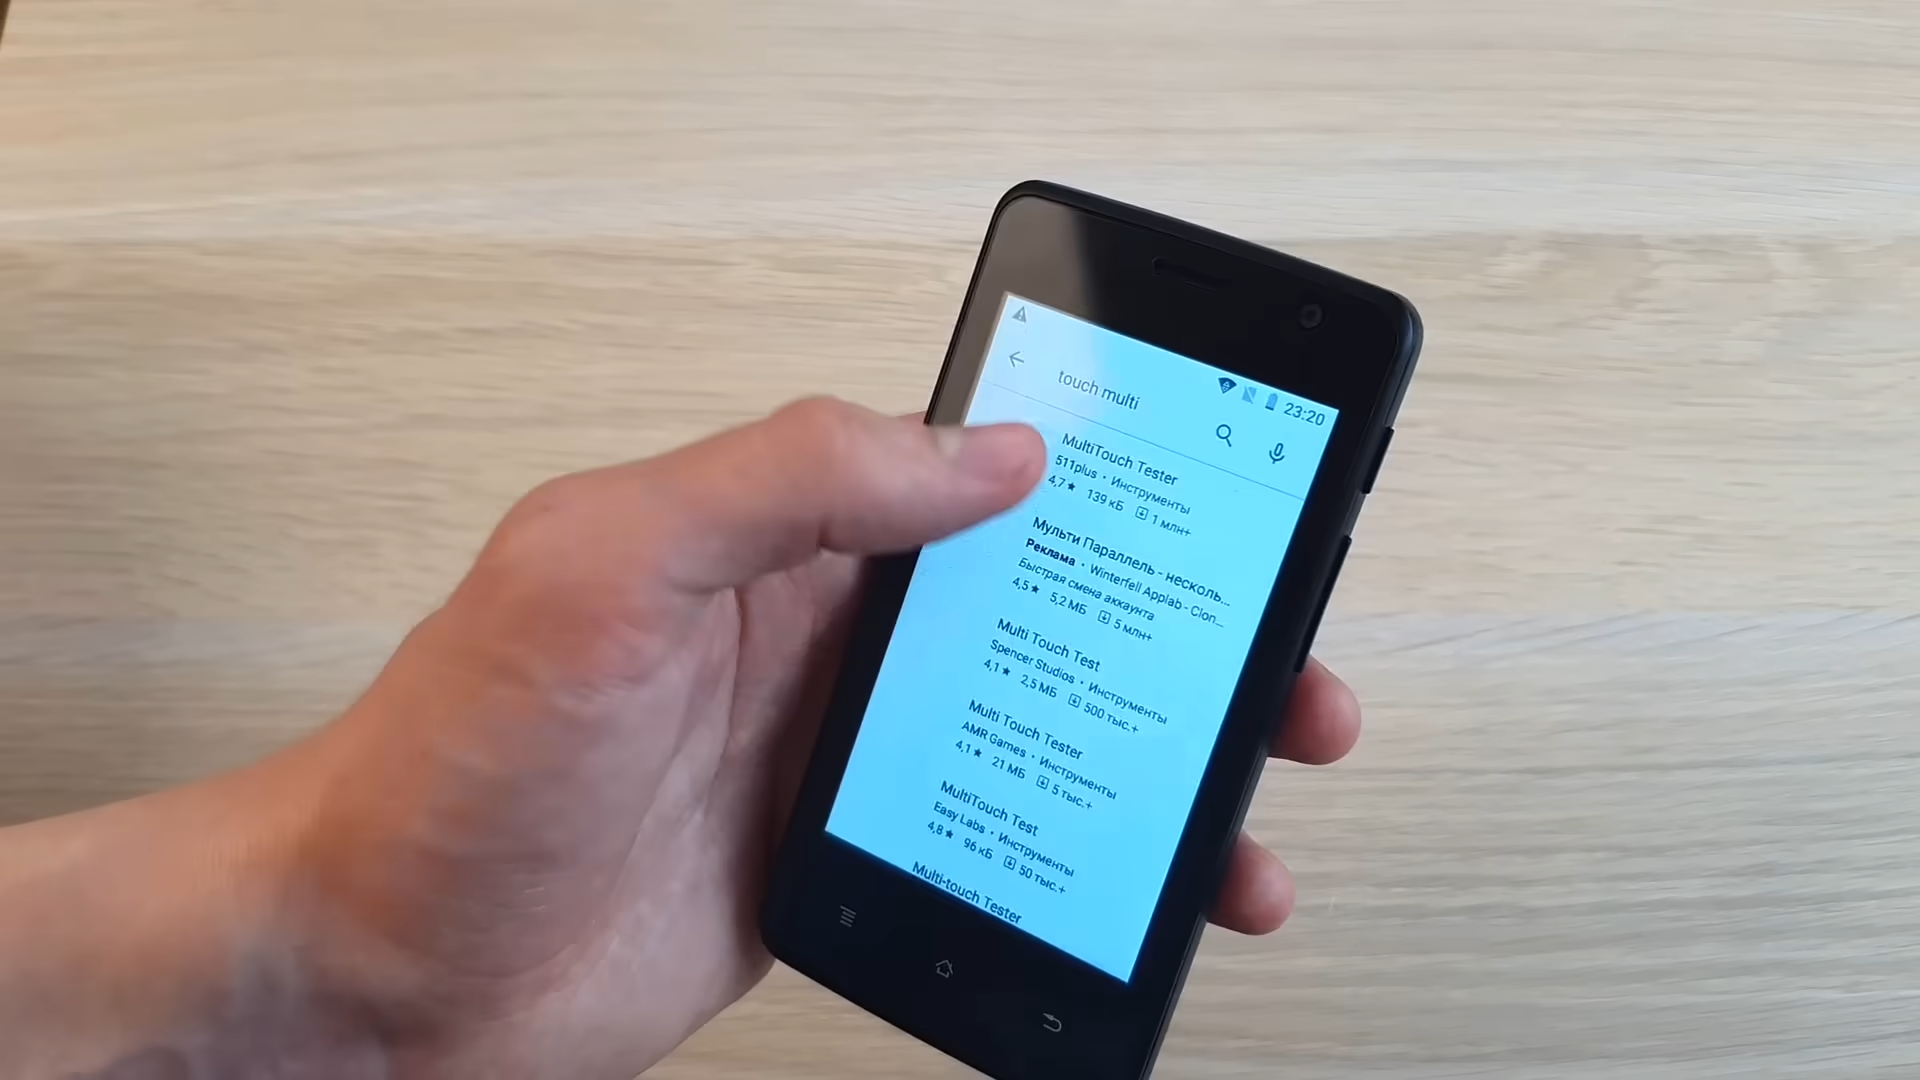 23:20
touch multi
MultiTouch Tester
511plus • Инструменты
4,7★ 139 кБ 1 млн+
Мульти Параллель - несколь...
Реклама • Winterfell Applab - Clon...
Быстрая смена аккаунта
4,5★ 5,2 МБ 5 млн+
Multi Touch Test
Spencer Studios • Инструменты
4,1★ 2,5 МБ 500 тыс.+
Multi Touch Tester
AMR Games • Инструменты
4,1★ 21 МБ 5 тыс.+
MultiTouch Test
Easy Labs • Инструменты
4,8★ 96 кБ 50 тыс.+
Multi-touch Tester